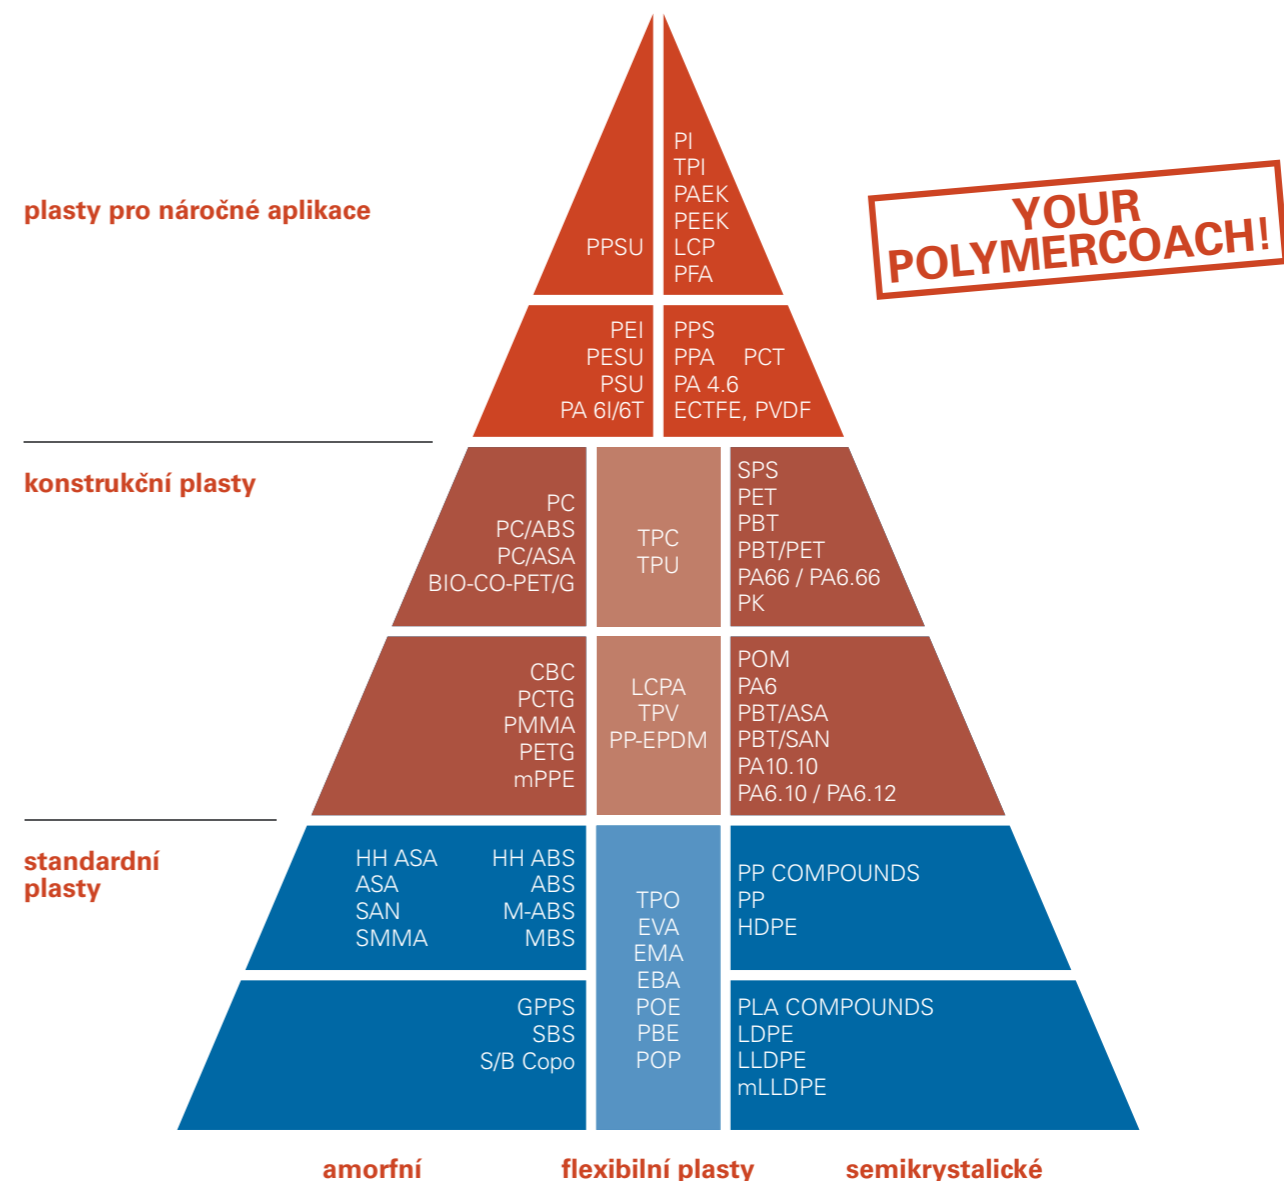 plasty pro náročné aplikace
PPSU
PI
TPI
PAEK
PEEK
LCP
PFA
YOUR
POLYMERCOACH!
PEI
PESU
PSU
PA 6I/6T
PPS
PPA PCT
PA 4.6
ECTFE, PVDF
konstrukční plasty
PC
PC/ABS
PC/ASA
BIO-CO-PET/G
TPC
TPU
SPS
PET
PBT
PBT/PET
PA66 / PA6.66
PK
CBC
PCTG
PMMA
PETG
mPPE
LCPA
TPV
PP-EPDM
POM
PA6
PBT/ASA
PBT/SAN
PA10.10
PA6.10 / PA6.12
standardní
plasty
HH ASA HH ABS
ASA ABS
SAN M-ABS
SMMA MBS
TPO
EVA
EMA
EBA
POE
PBE
POP
PP COMPOUNDS
PP
HDPE
GPPS
SBS
S/B Copo
PLA COMPOUNDS
LDPE
LLDPE
mLLDPE
amorfní flexibilní plasty semikrystalické